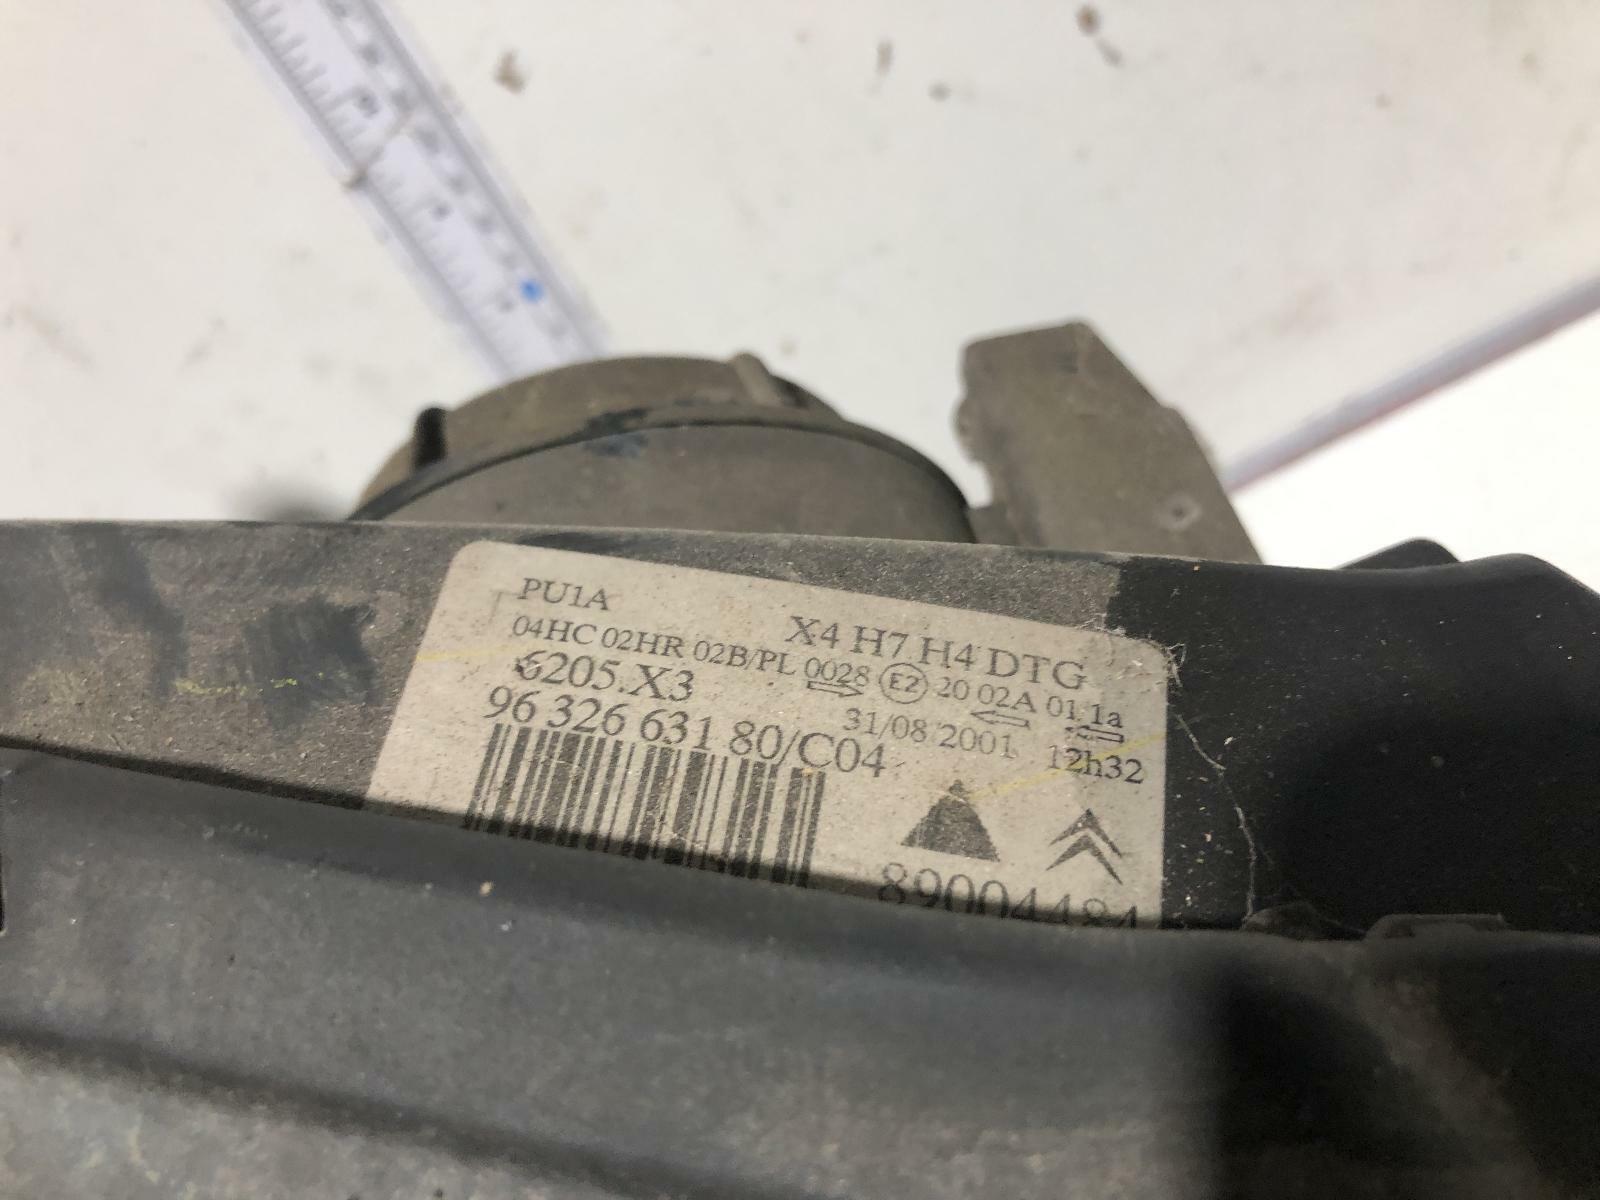 PU1A
X4 H7 H4 DTG
04HC 02HR 02B/PL 0028 E2 20 02A 01 1a
6205.X3
31/08/2001 12h32
96 326 631 80/C04
89004484